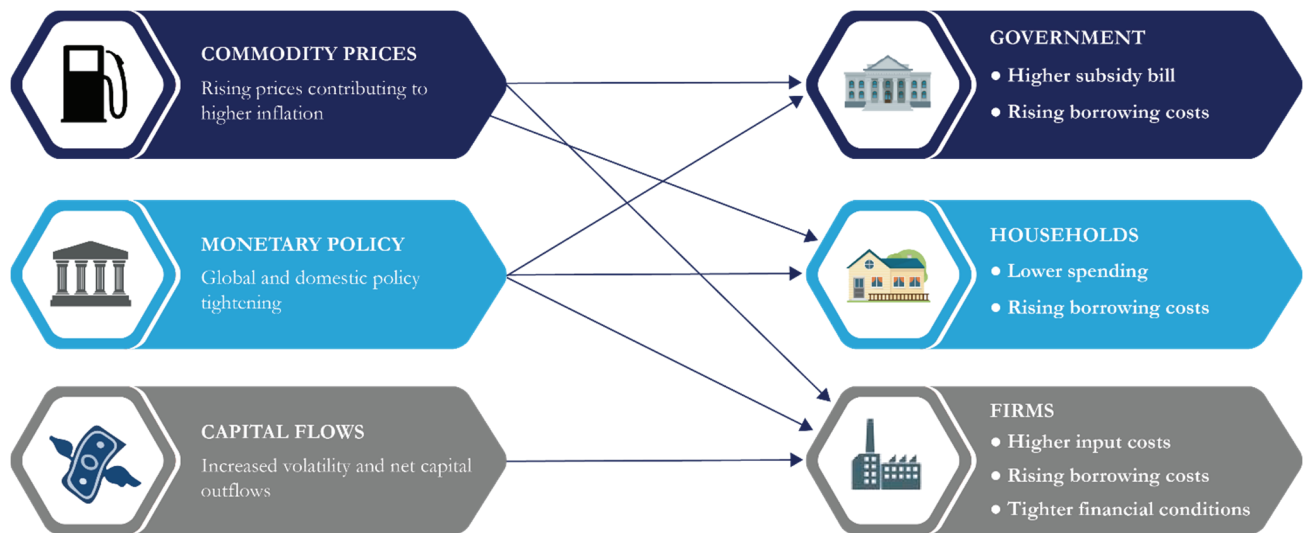 COMMODITY PRICES
Rising prices contributing to
higher inflation
MONETARY POLICY
Global and domestic policy
tightening
CAPITAL FLOWS
Increased volatility and net capital
outflows
GOVERNMENT
● Higher subsidy bill
● Rising borrowing costs
HOUSEHOLDS
● Lower spending
● Rising borrowing costs
FIRMS
● Higher input costs
● Rising borrowing costs
● Tighter financial conditions